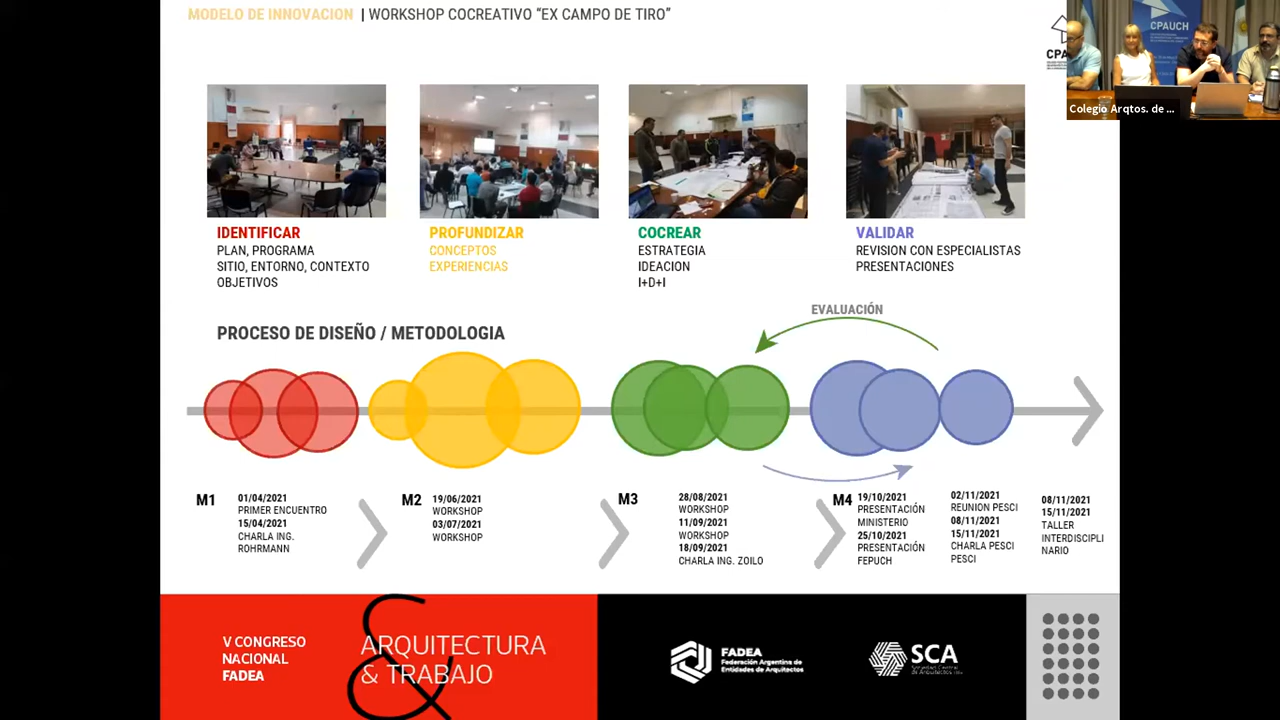 MODELO DE INNOVACION | WORKSHOP COCREATIVO “EX CAMPO DE TIRO”
CPAUCH
Colegio Arqtos. de ...
IDENTIFICAR
PLAN, PROGRAMA
SITIO, ENTORNO, CONTEXTO
OBJETIVOS
PROFUNDIZAR
CONCEPTOS
EXPERIENCIAS
COCREAR
ESTRATEGIA
IDEACION
I+D+I
VALIDAR
REVISION CON ESPECIALISTAS
PRESENTACIONES
EVALUACIÓN
PROCESO DE DISEÑO / METODOLOGIA
M1
01/04/2021
PRIMER ENCUENTRO
15/04/2021
CHARLA ING.
ROHRMANN
M2
19/06/2021
WORKSHOP
03/07/2021
WORKSHOP
M3
28/08/2021
WORKSHOP
11/09/2021
WORKSHOP
18/09/2021
CHARLA ING. ZOILO
M4
19/10/2021
PRESENTACIÓN
MINISTERIO
25/10/2021
PRESENTACIÓN
FEPUCH
02/11/2021
REUNION PESCI
08/11/2021
15/11/2021
CHARLA PESCI
PESCI
08/11/2021
15/11/2021
TALLER
INTERDISCIPLI
NARIO
V CONGRESO
NACIONAL
FADEA
ARQUITECTURA
& TRABAJO
FADEA
Federación Argentina de
Entidades de Arquitectos
SCA
Sociedad Central
de Arquitectos